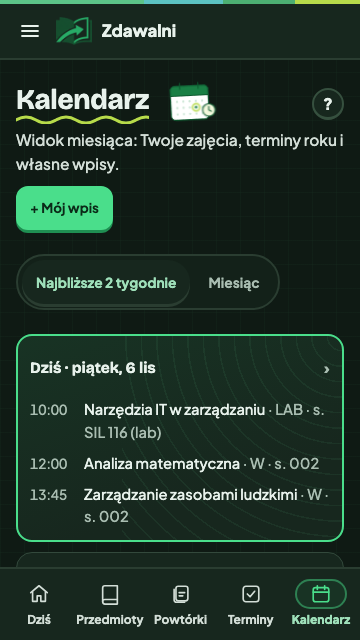 Zdawalni
Kalendarz
?
Widok miesiąca: Twoje zajęcia, terminy roku i
własne wpisy.
+ Mój wpis
Najbliższe 2 tygodnie
Miesiąc
Dziś · piątek, 6 lis ›
10:00 Narzędzia IT w zarządzaniu · LAB · s.
SIL 116 (lab)
12:00 Analiza matematyczna · W · s. 002
13:45 Zarządzanie zasobami ludzkimi · W ·
s. 002
Dziś
Przedmioty
Powtórki
Terminy
Kalendarz